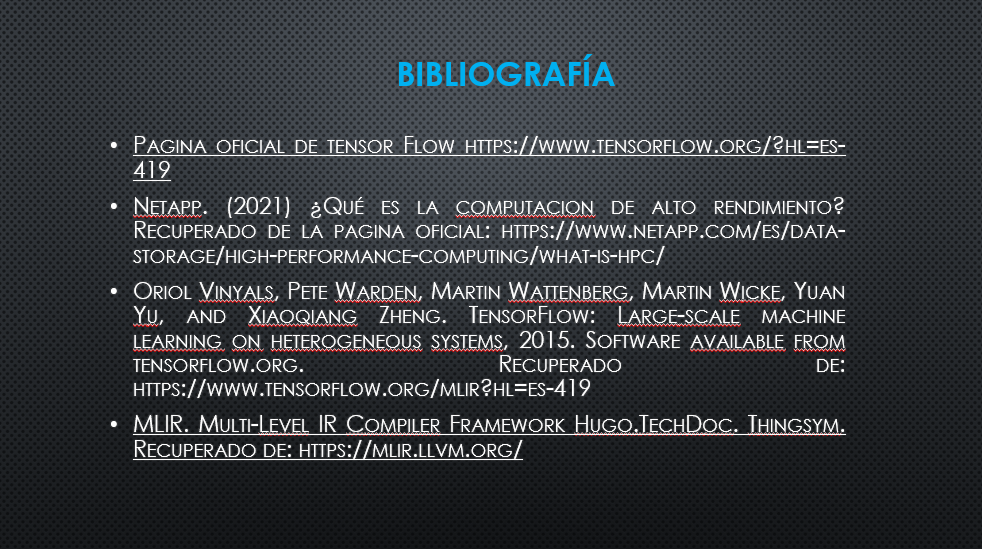 BIBLIOGRAFÍA
• Pagina oficial de tensor Flow https://www.tensorflow.org/?hl=es-
419
• Netapp. (2021) ¿Qué es la computacion de alto rendimiento?
Recuperado de la pagina oficial: https://www.netapp.com/es/data-
storage/high-performance-computing/what-is-hpc/
• Oriol Vinyals, Pete Warden, Martin Wattenberg, Martin Wicke, Yuan
Yu, and Xiaoqiang Zheng. TensorFlow: Large-scale machine
learning on heterogeneous systems, 2015. Software available from
tensorflow.org. Recuperado de:
https://www.tensorflow.org/mlir?hl=es-419
• MLIR. Multi-Level IR Compiler Framework Hugo.TechDoc. Thingsym.
Recuperado de: https://mlir.llvm.org/